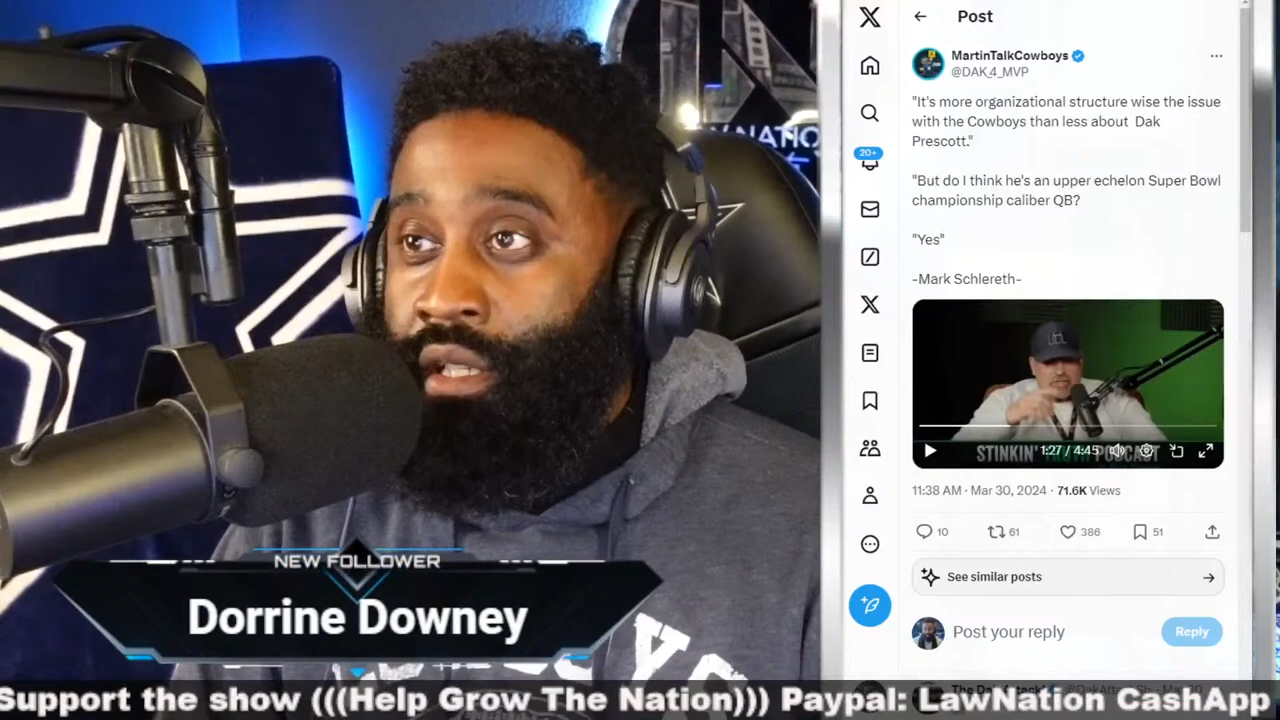 Post
MartinTalkCowboys
@DAK_4_MVP
"It's more organizational structure wise the issue
with the Cowboys than less about Dak
Prescott."
"But do I think he's an upper echelon Super Bowl
championship caliber QB?
"Yes"
-Mark Schlereth-
20+
STINKIN' TRUTH PODCAST
1:27 / 4:45
11:38 AM · Mar 30, 2024 · 71.6K Views
10 61 386 51
See similar posts
Post your reply
Reply
NEW FOLLOWER
Dorrine Downey
Support the show (((Help Grow The Nation))) Paypal: LawNation CashApp